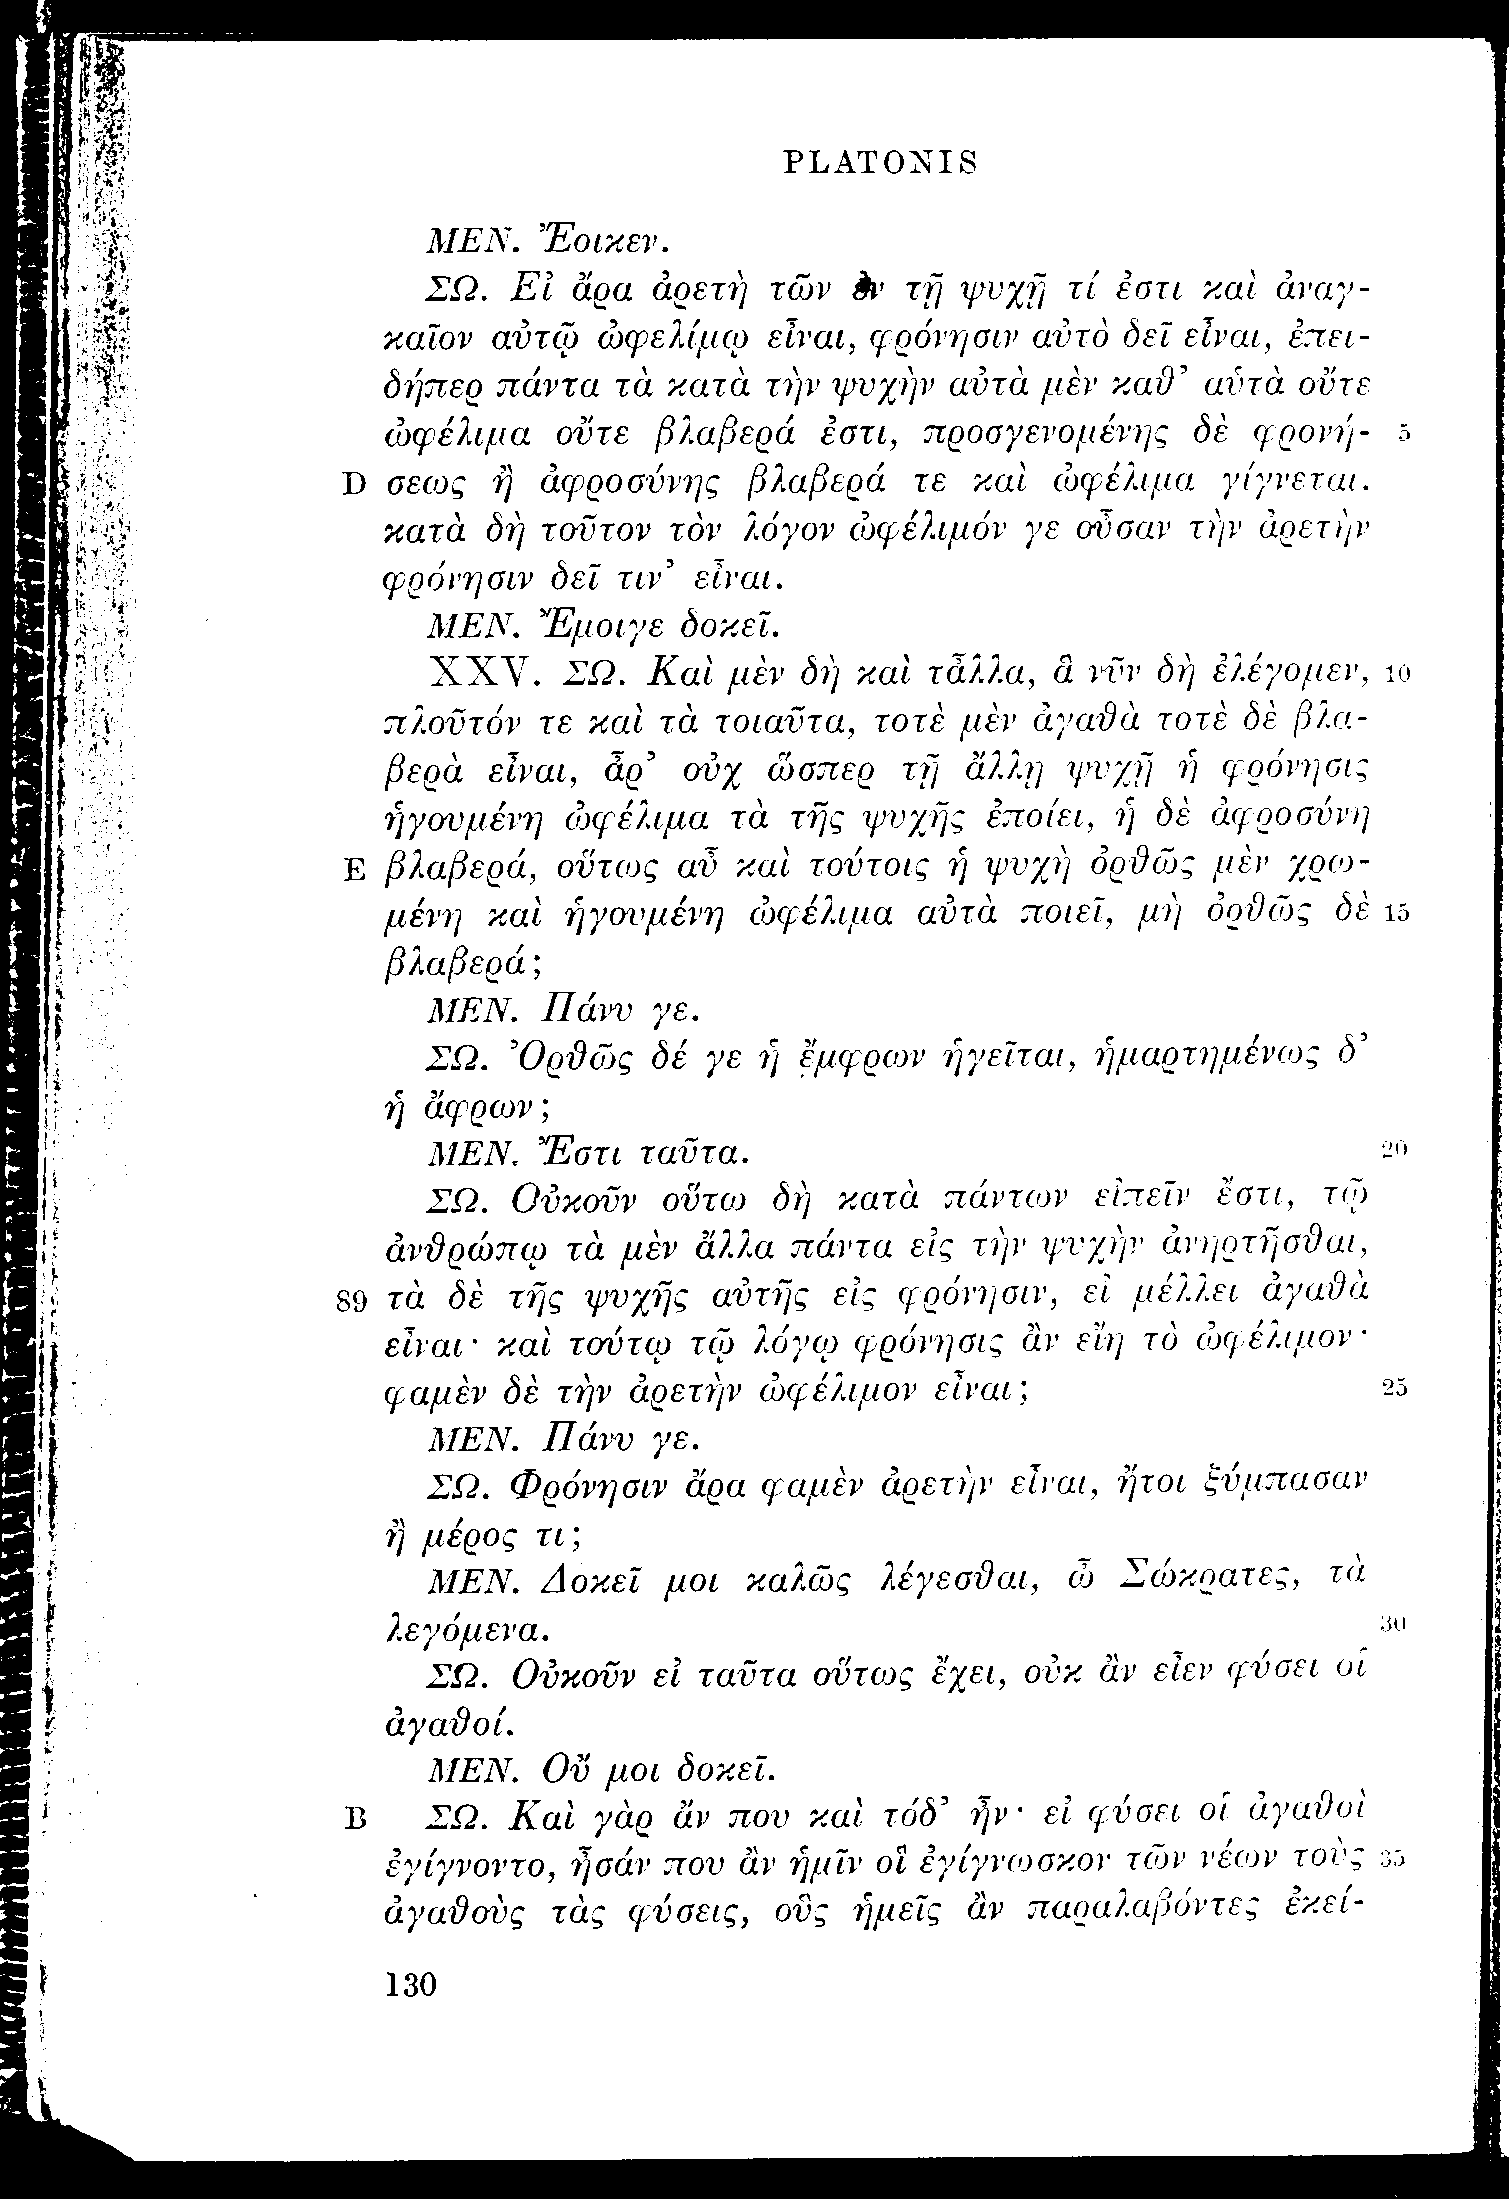 PLATONIS
ΜΕΝ. Ἔοικεν.
ΣΩ. Εἰ ἄρα ἀρετὴ τῶν ἐν τῇ ψυχῇ τί ἐστι καὶ ἀναγ-
καῖον αὐτῷ ὠφελίμῳ εἶναι, φρόνησιν αὐτὸ δεῖ εἶναι, ἐπει-
δήπερ πάντα τὰ κατὰ τὴν ψυχὴν αὐτὰ μὲν καθ’ αὑτὰ οὔτε
ὠφέλιμα οὔτε βλαβερά ἐστι, προσγενομένης δὲ φρονή- 5
D σεως ἢ ἀφροσύνης βλαβερά τε καὶ ὠφέλιμα γίγνεται.
κατὰ δὴ τοῦτον τὸν λόγον ὠφέλιμόν γε οὖσαν τὴν ἀρετὴν
φρόνησιν δεῖ τιν’ εἶναι.
ΜΕΝ. Ἔμοιγε δοκεῖ.
XXV. ΣΩ. Καὶ μὲν δὴ καὶ τἆλλα, ἃ νῦν δὴ ἐλέγομεν, 10
πλοῦτόν τε καὶ τὰ τοιαῦτα, τοτὲ μὲν ἀγαθὰ τοτὲ δὲ βλα-
βερὰ εἶναι, ἆρ’ οὐχ ὥσπερ τῇ ἄλλῃ ψυχῇ ἡ φρόνησις
ἡγουμένη ὠφέλιμα τὰ τῆς ψυχῆς ἐποίει, ἡ δὲ ἀφροσύνη
E βλαβερά, οὕτως αὖ καὶ τούτοις ἡ ψυχὴ ὀρθῶς μὲν χρω-
μένη καὶ ἡγουμένη ὠφέλιμα αὐτὰ ποιεῖ, μὴ ὀρθῶς δὲ 15
βλαβερά;
ΜΕΝ. Πάνυ γε.
ΣΩ. Ὀρθῶς δέ γε ἡ ἔμφρων ἡγεῖται, ἡμαρτημένως δ’
ἡ ἄφρων;
ΜΕΝ. Ἔστι ταῦτα. 20
ΣΩ. Οὐκοῦν οὕτω δὴ κατὰ πάντων εἰπεῖν ἔστι, τῷ
ἀνθρώπῳ τὰ μὲν ἄλλα πάντα εἰς τὴν ψυχὴν ἀνηρτῆσθαι,
89 τὰ δὲ τῆς ψυχῆς αὐτῆς εἰς φρόνησιν, εἰ μέλλει ἀγαθὰ
εἶναι· καὶ τούτῳ τῷ λόγῳ φρόνησις ἂν εἴη τὸ ὠφέλιμον·
φαμὲν δὲ τὴν ἀρετὴν ὠφέλιμον εἶναι; 25
ΜΕΝ. Πάνυ γε.
ΣΩ. Φρόνησιν ἄρα φαμὲν ἀρετὴν εἶναι, ἤτοι ξύμπασαν
ἢ μέρος τι;
ΜΕΝ. Δοκεῖ μοι καλῶς λέγεσθαι, ὦ Σώκρατες, τὰ
λεγόμενα. 30
ΣΩ. Οὐκοῦν εἰ ταῦτα οὕτως ἔχει, οὐκ ἂν εἶεν φύσει οἱ
ἀγαθοί.
ΜΕΝ. Οὔ μοι δοκεῖ.
B ΣΩ. Καὶ γὰρ ἄν που καὶ τόδ’ ἦν· εἰ φύσει οἱ ἀγαθοὶ
ἐγίγνοντο, ἦσάν που ἂν ἡμῖν οἳ ἐγίγνωσκον τῶν νέων τοὺς 35
ἀγαθοὺς τὰς φύσεις, οὓς ἡμεῖς ἂν παραλαβόντες ἐκεί-
130